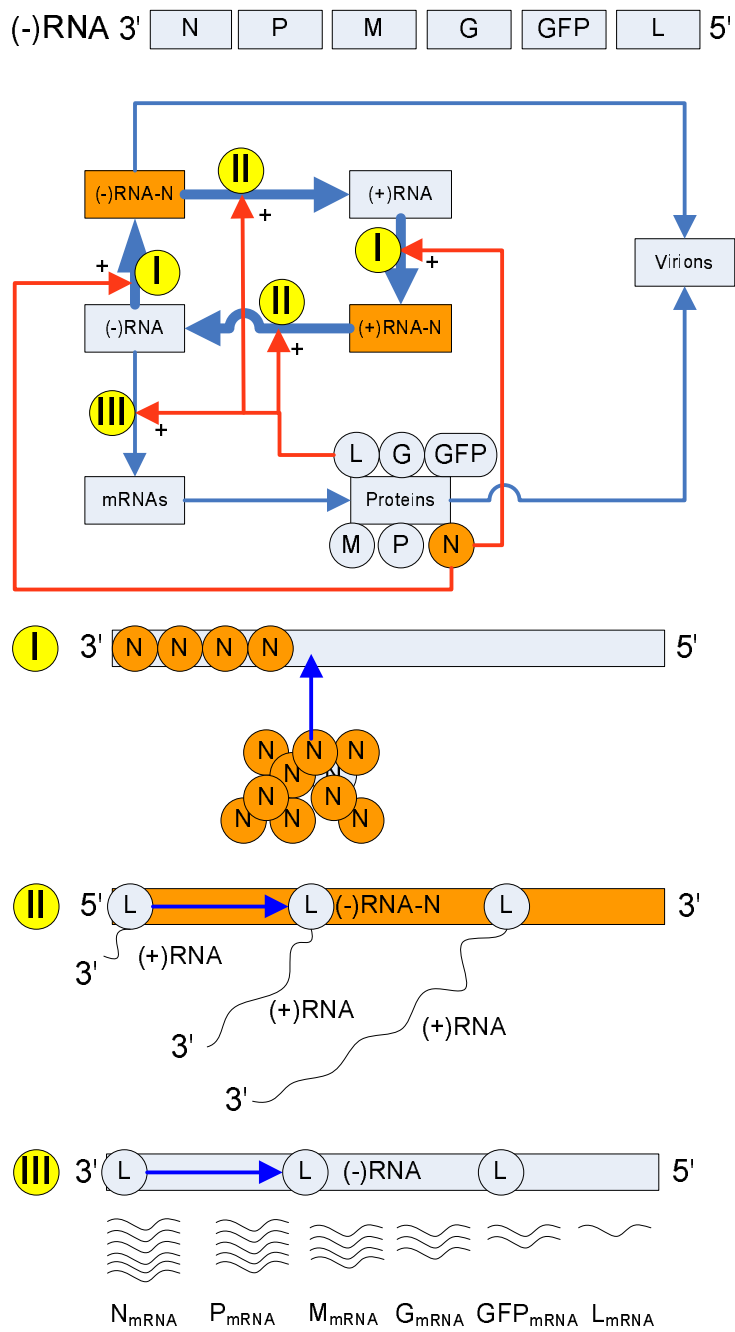 (-)RNA 3' N P M G GFP L 5'
II
(-)RNA-N (+)RNA
+
I +
+ I Virions
II
(-)RNA (+)RNA-N
+
III
+
L G GFP
mRNAs Proteins
M P N
I 3' N N N N 5'
N N N
N N
N N
N N N
II 5' L L (-)RNA-N L 3'
3' (+)RNA
(+)RNA (+)RNA
3'
3'
III 3' L L (-)RNA L 5'
NmRNA PmRNA MmRNA GmRNA GFPmRNA LmRNA